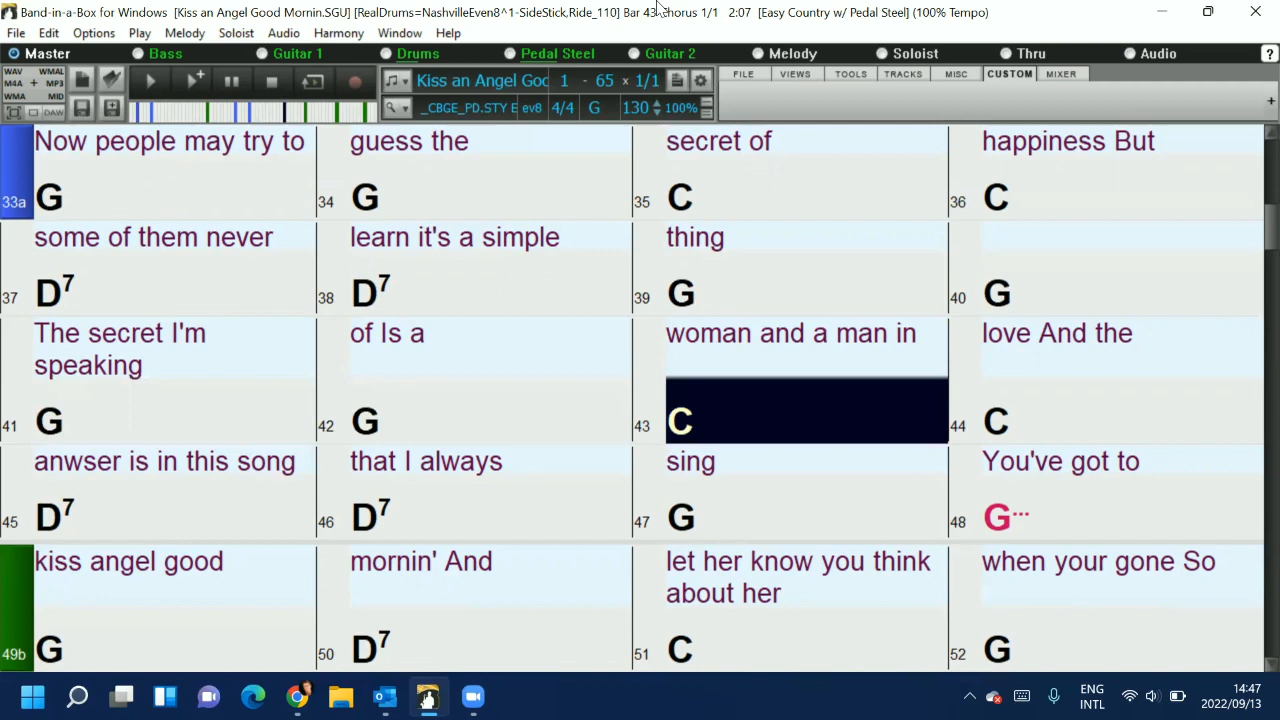 Band-in-a-Box for Windows [Kiss an Angel Good Mornin.SGU] [RealDrums=NashvilleEven8^1-SideStick,Ride_110] Bar 43 Chorus 1/1 2:07 [Easy Country w/ Pedal Steel] (100% Tempo)
File Edit Options Play Melody Soloist Audio Harmony Window Help
Master Bass Guitar 1 Drums Pedal Steel Guitar 2 Melody Soloist Thru Audio ?
WAV WMAL
M4A + MP3
WMA MID
DAW
Kiss an Angel Goo 1 - 65 x 1/1
_CBGE_PD.STY E ev8 4/4 G 130 100%
FILE VIEWS TOOLS TRACKS MISC CUSTOM MIXER
+
Now people may try to guess the secret of happiness But
33a G 34 G 35 C 36 C
some of them never learn it's a simple thing
37 D7 38 D7 39 G 40 G
The secret I'm of Is a woman and a man in love And the
speaking
41 G 42 G 43 C 44 C
anwser is in this song that I always sing You've got to
45 D7 46 D7 47 G 48 G...
kiss angel good mornin' And let her know you think when your gone So
about her
49b G 50 D7 51 C 52 G
ENG
INTL
14:47
2022/09/13